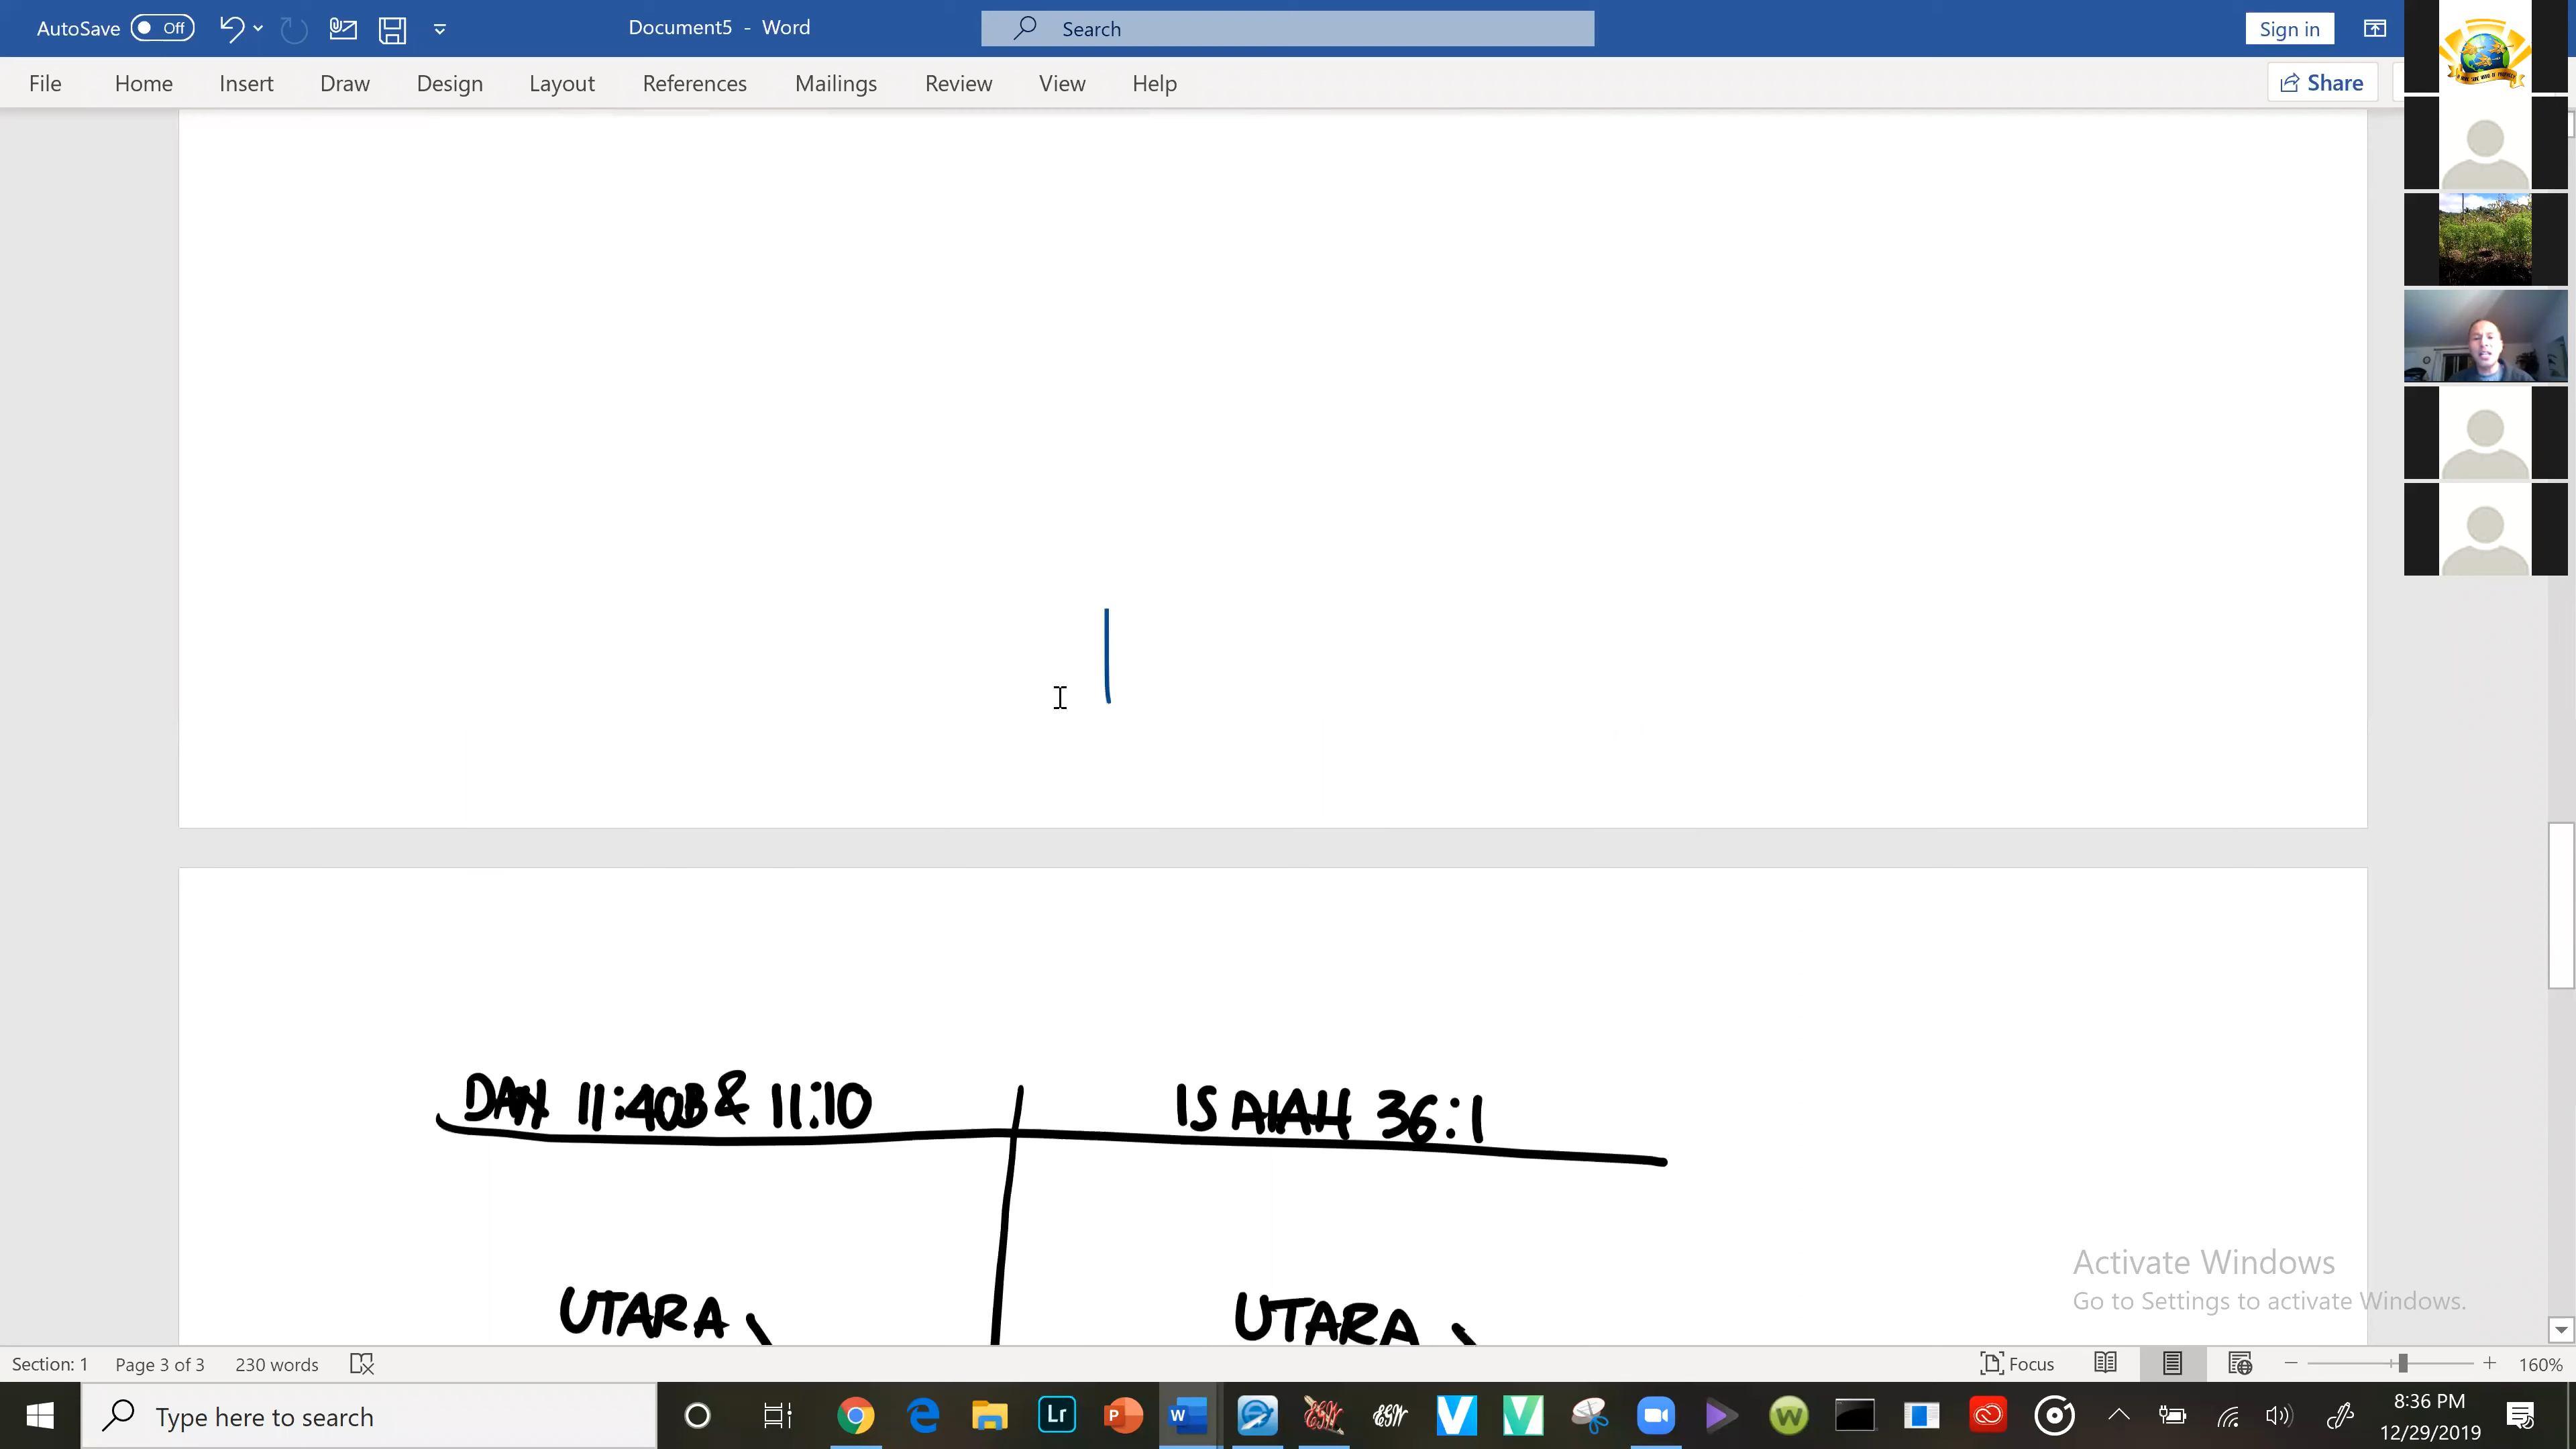 AutoSave Off Document5 - Word Search Sign in
File Home Insert Draw Design Layout References Mailings Review View Help Share
DAN 11:40B & 11:10 ISAIAH 36:1
UTARA UTARA
Activate Windows
Go to Settings to activate Windows.
Section: 1 Page 3 of 3 230 words Focus 160%
Type here to search Lr P W EGW EGW V V W 8:36 PM
12/29/2019